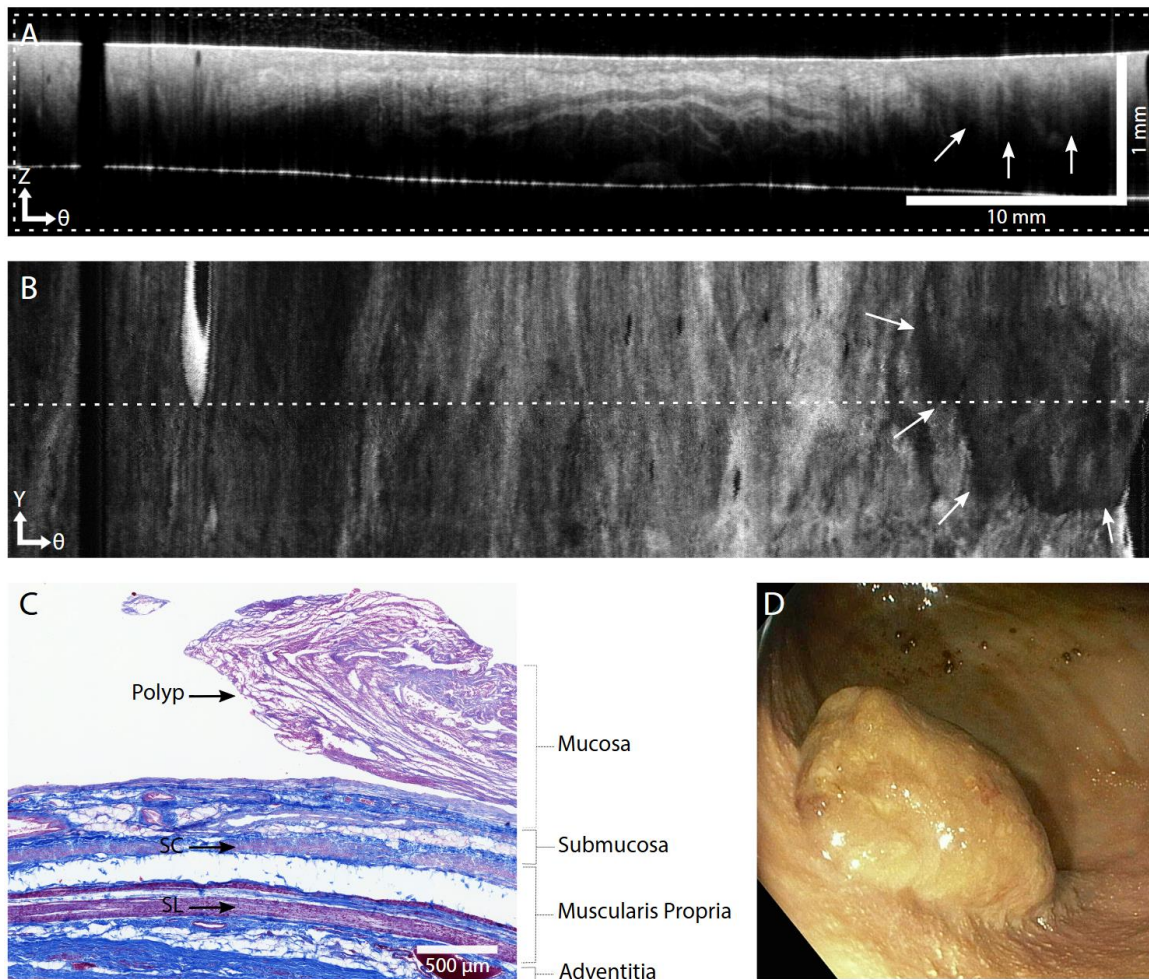 A
Z
θ
1 mm
10 mm
B
Y
θ
C
Polyp
Mucosa
SC
Submucosa
SL
Muscularis Propria
500 µm
Adventitia
D